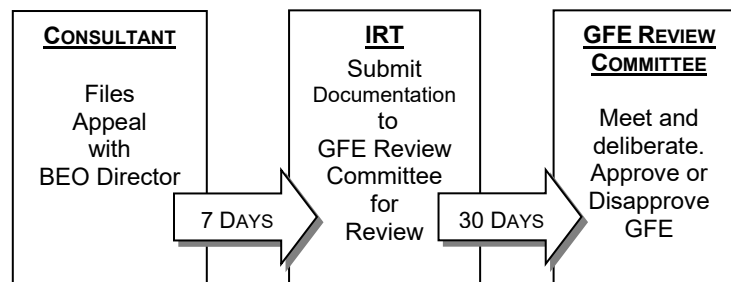 CONSULTANT
Files
Appeal
with
BEO Director
7 DAYS
IRT
Submit
Documentation
to
GFE Review
Committee
for
Review
30 DAYS
GFE REVIEW
COMMITTEE
Meet and
deliberate.
Approve or
Disapprove
GFE